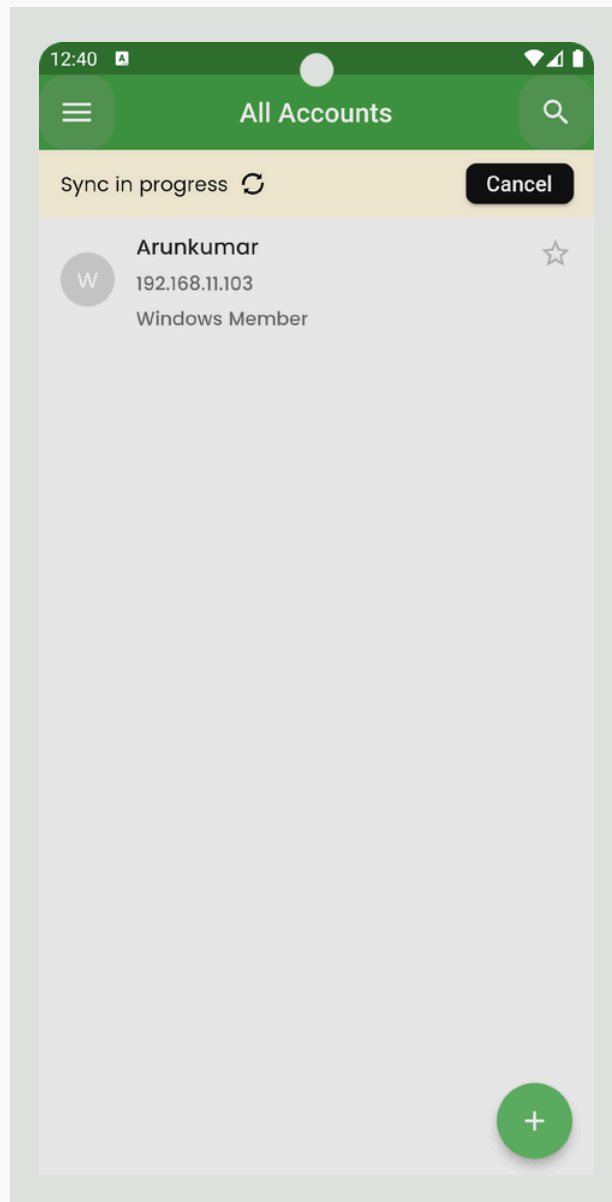 12:40 A
All Accounts
Sync in progress Cancel
Arunkumar
W
192.168.11.103
Windows Member
+